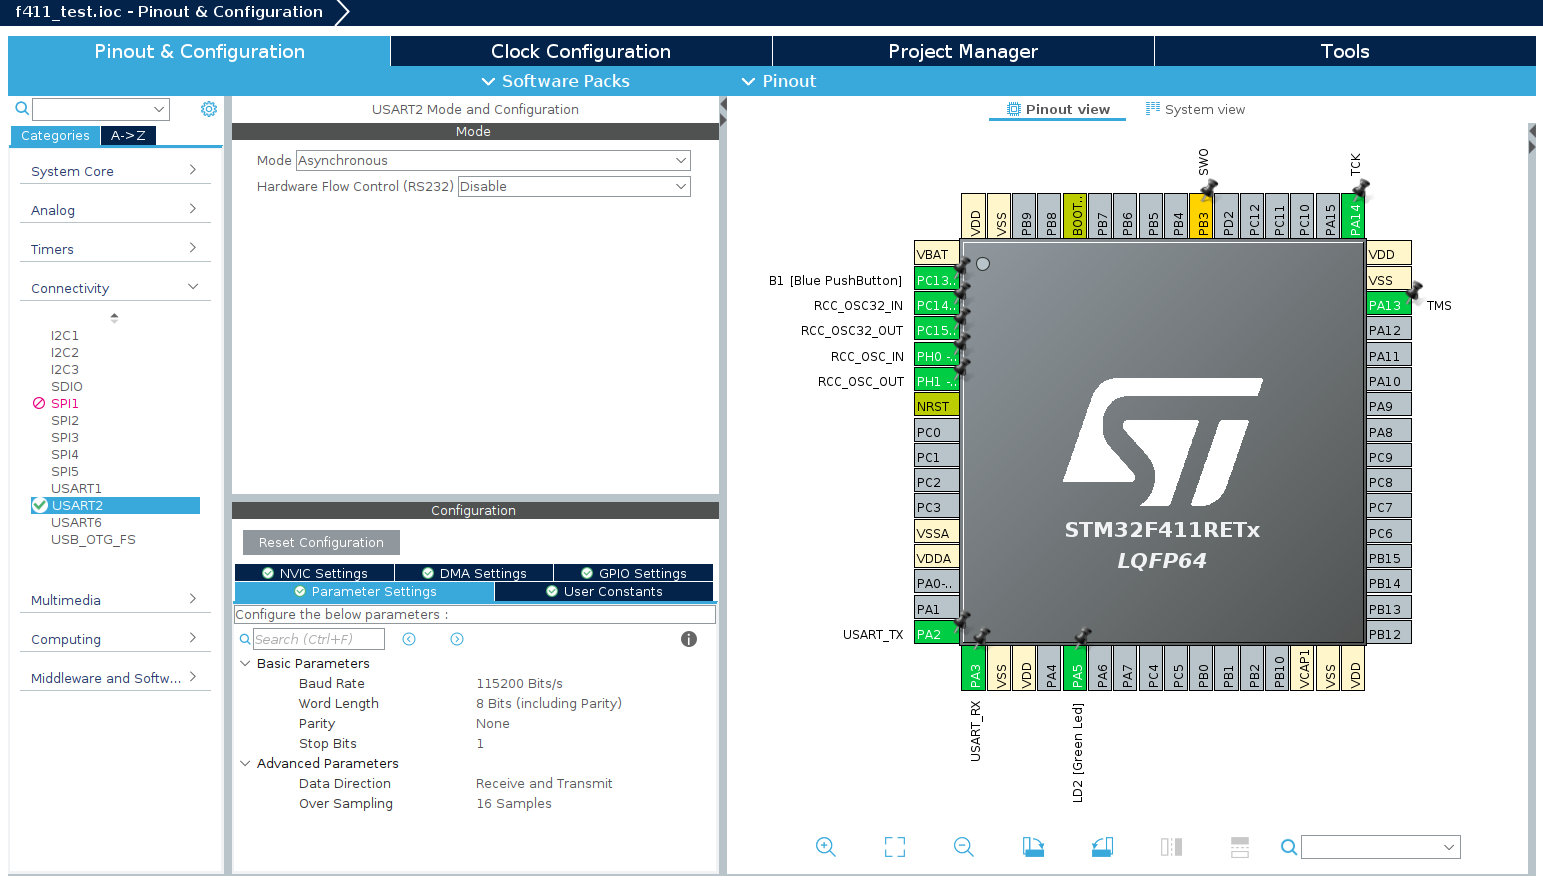 f411_test.ioc - Pinout & Configuration
Pinout & Configuration
Clock Configuration
Project Manager
Tools
Software Packs
Pinout
Categories
A->Z
System Core
Analog
Timers
Connectivity
I2C1
I2C2
I2C3
SDIO
SPI1
SPI2
SPI3
SPI4
SPI5
USART1
USART2
USART6
USB_OTG_FS
Multimedia
Computing
Middleware and Softw...
USART2 Mode and Configuration
Mode
Mode Asynchronous
Hardware Flow Control (RS232) Disable
Configuration
Reset Configuration
NVIC Settings
DMA Settings
GPIO Settings
Parameter Settings
User Constants
Configure the below parameters :
Search (Ctrl+F)
Basic Parameters
Baud Rate 115200 Bits/s
Word Length 8 Bits (including Parity)
Parity None
Stop Bits 1
Advanced Parameters
Data Direction Receive and Transmit
Over Sampling 16 Samples
Pinout view
System view
SWO
TCK
VDD
VSS
PB9
PB8
BOOT..
PB7
PB6
PB5
PB4
PB3
PD2
PC12
PC11
PC10
PA15
PA14
VBAT
B1 [Blue PushButton] PC13..
RCC_OSC32_IN PC14..
RCC_OSC32_OUT PC15..
RCC_OSC_IN PH0 -..
RCC_OSC_OUT PH1 -..
NRST
PC0
PC1
PC2
PC3
VSSA
VDDA
PA0-..
PA1
USART_TX PA2
ST
STM32F411RETx
LQFP64
VDD
VSS
PA13 TMS
PA12
PA11
PA10
PA9
PA8
PC9
PC8
PC7
PC6
PB15
PB14
PB13
PB12
PA3
VSS
VDD
PA4
PA5
PA6
PA7
PC4
PC5
PB0
PB1
PB2
PB10
VCAP1
VSS
VDD
USART_RX
LD2 [Green Led]